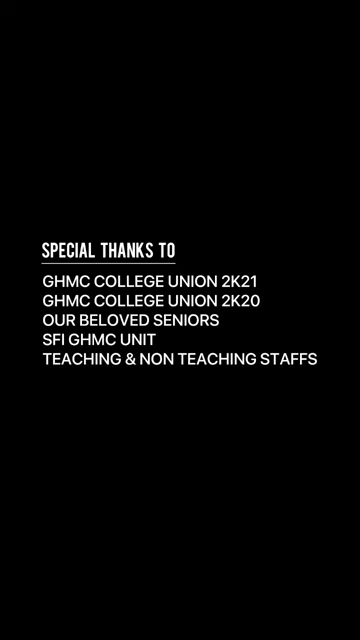 SPECIAL THANKS TO
GHMC COLLEGE UNION 2K21
GHMC COLLEGE UNION 2K20
OUR BELOVED SENIORS
SFI GHMC UNIT
TEACHING & NON TEACHING STAFFS